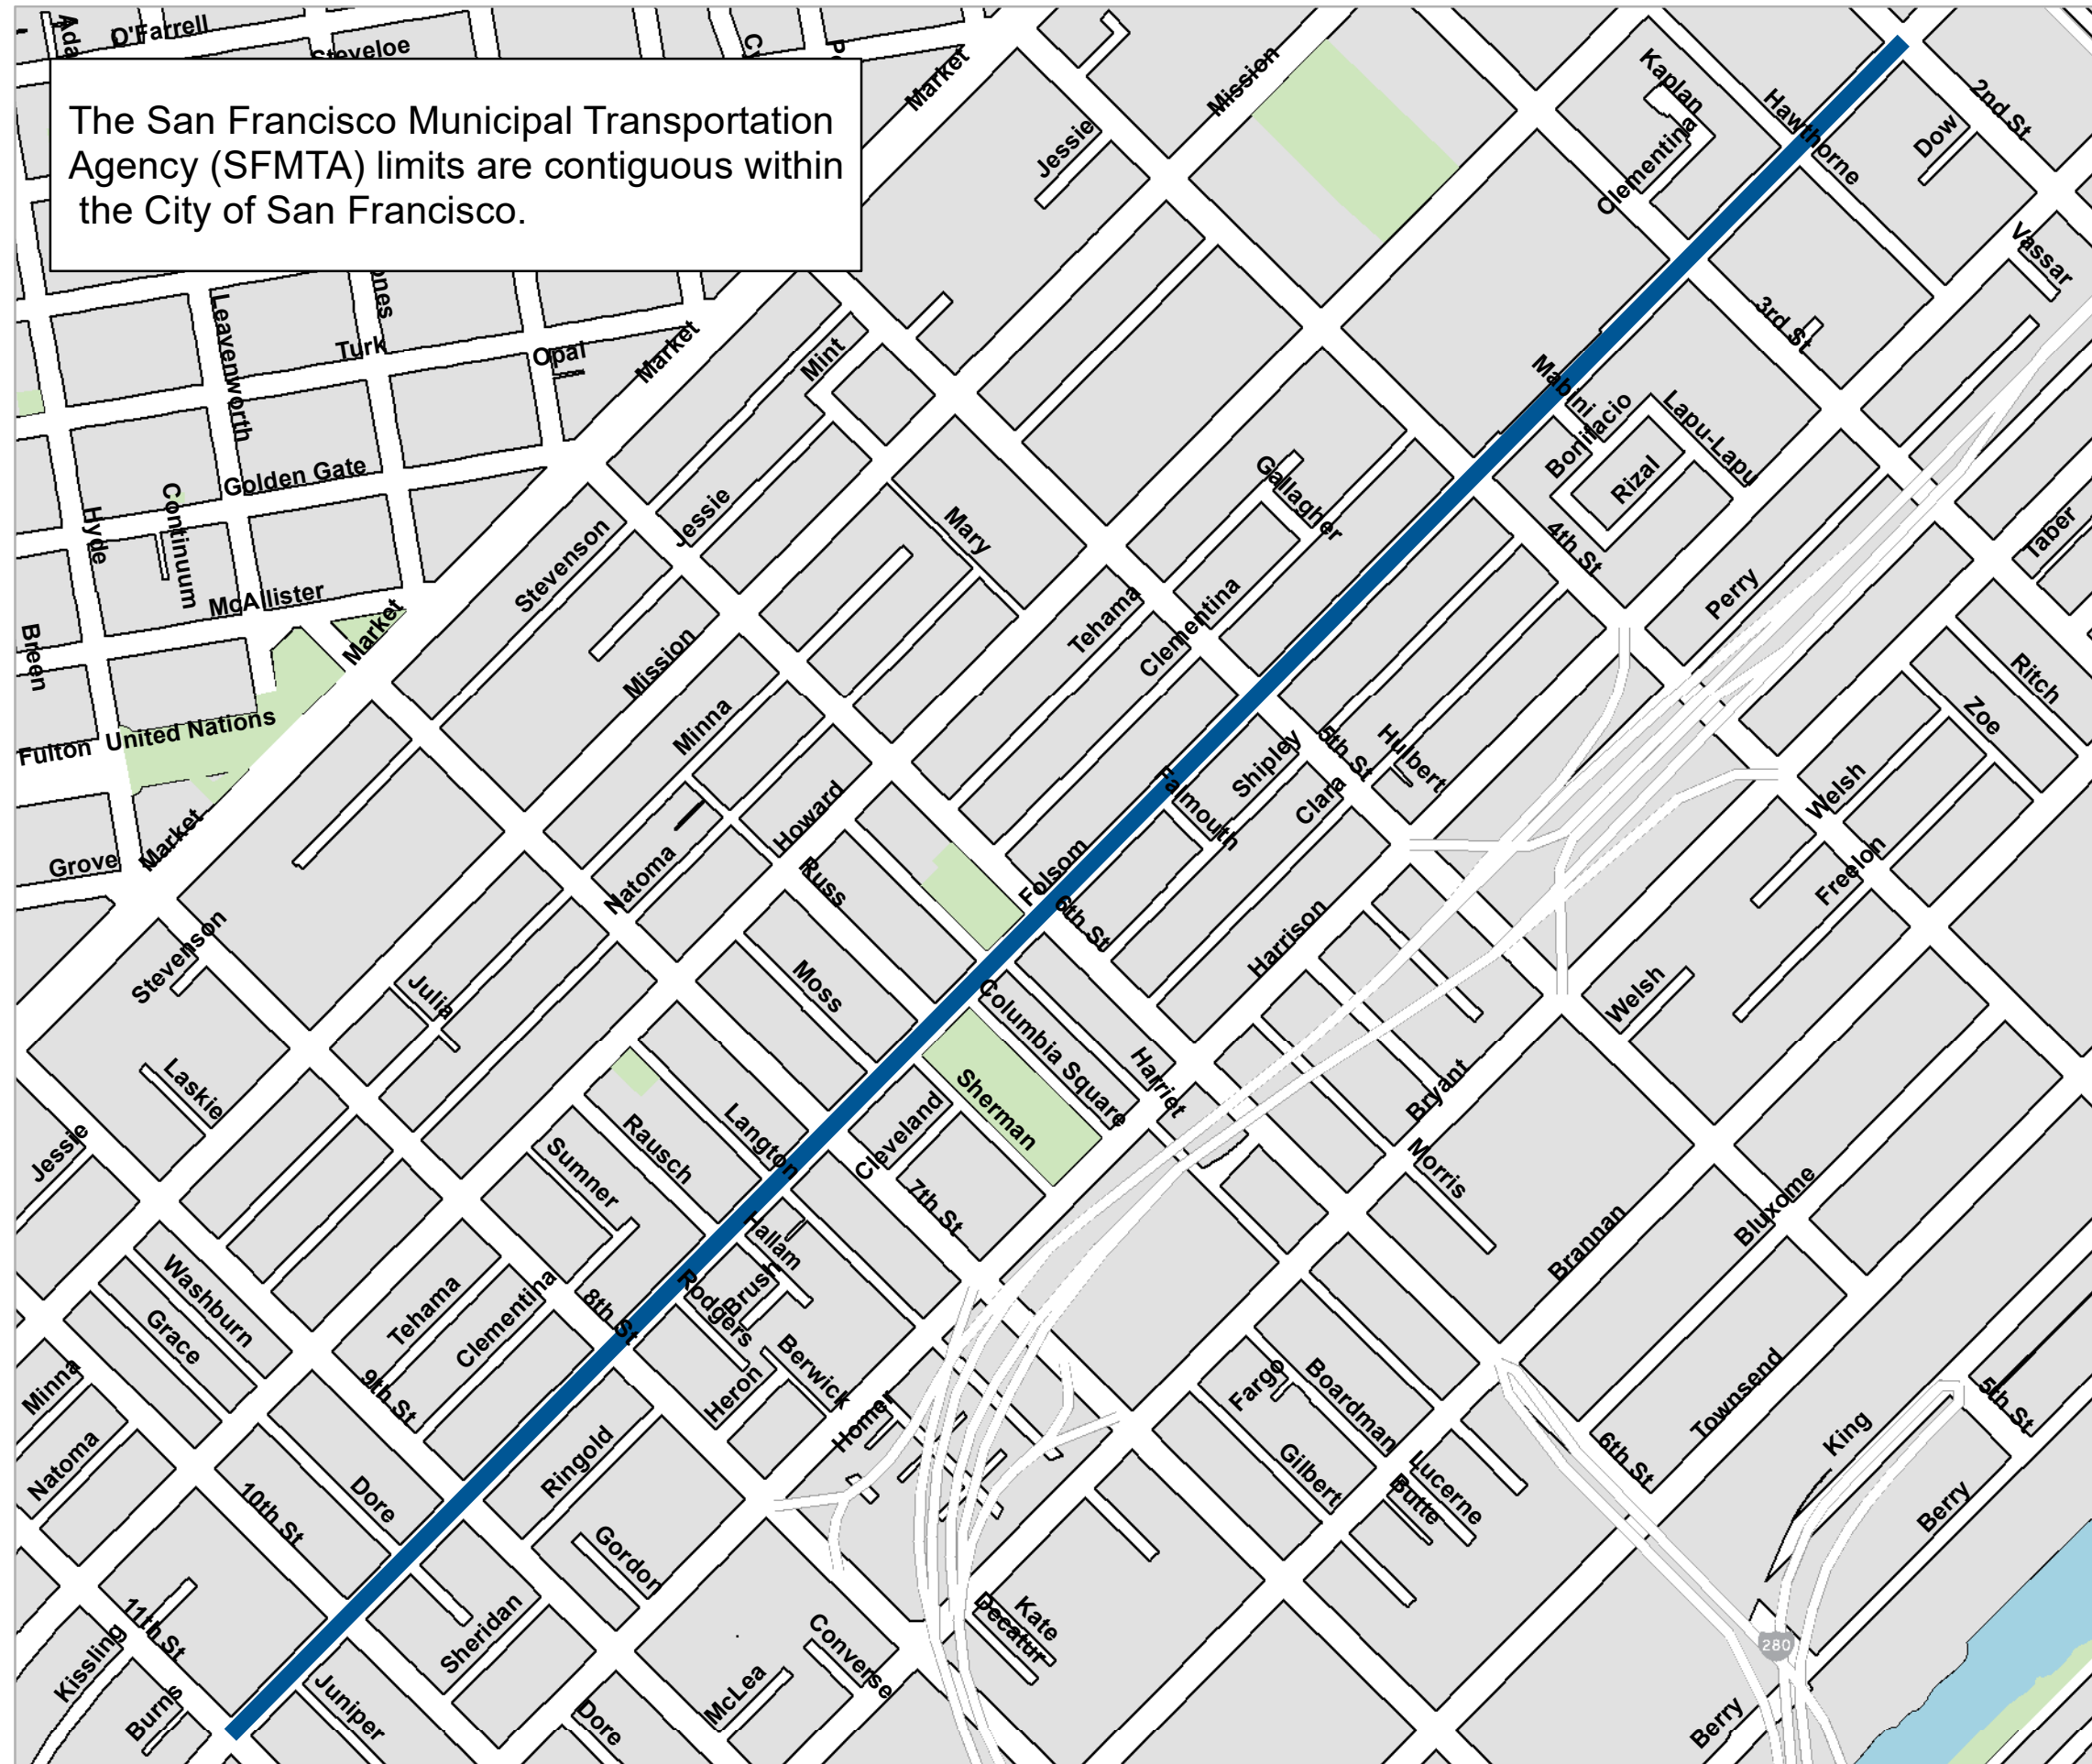 O'Farrell
Steveloe
Market
Mission
Kaplan
Hawthorne
2nd St
The San Francisco Municipal Transportation
Agency (SFMTA) limits are contiguous within
the City of San Francisco.
Jessie
Clementina
Dow
Vassar
Leavenworth
Turk
Opal
Market
Mint
3rd St
Mabini
Bonifacio
Lapu-Lapu
Rizal
Golden Gate
Continuum
Hyde
Jessie
Stevenson
Mary
Gallagher
4th St
Taber
McAllister
Market
Breen
Mission
Tehama
Clementina
Perry
Ritch
Zoe
United Nations
Fulton
Minna
Howard
Falmouth
Shipley
5th St
Hulbert
Clara
Welsh
Market
Grove
Natoma
Russ
Folsom
6th St
Freelon
Stevenson
Julia
Moss
Harrison
Columbia Square
Welsh
Laskie
Jessie
Harriet
Bryant
Sherman
Cleveland
Langton
Rausch
Sumner
7th St
Morris
Brannan
Bluxome
Washburn
Grace
Tehama
Clementina
8th St
Hallam
Brush
Rodgers
Berwick
Heron
Homer
Minna
9th St
Fargo
Boardman
Townsend
5th St
Natoma
10th St
Dore
Ringold
Gilbert
Lucerne
Butte
6th St
King
Berry
Gordon
11th St
Kissling
Burns
Juniper
Sheridan
Dore
McLea
Converse
Kate
Decatur
280
Berry